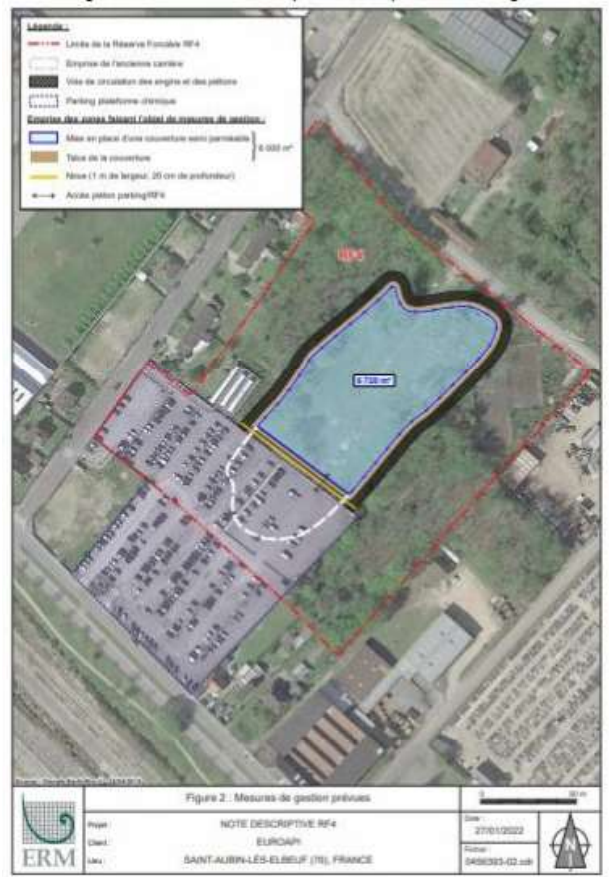 Légende :
Limite de la Réserve Foncière RF4
Emprise de l'ancienne carrière
Voie de circulation des engins et des piétons
Parking plateforme chimique
Emprise des zones faisant l'objet de mesures de gestion :
Mise en place d'une couverture semi perméable
Talus de la couverture
Noue (1 m de largeur, 20 cm de profondeur)
Accès piéton parking/RF4
RF4
Figure 2 : Mesures de gestion prévues
Projet : NOTE DESCRIPTIVE RF4
Client : EUROAPI
Lieu : SAINT-AUBIN-LÈS-ELBEUF (76), FRANCE
Date :
27/01/2022
Fichier :
ERM